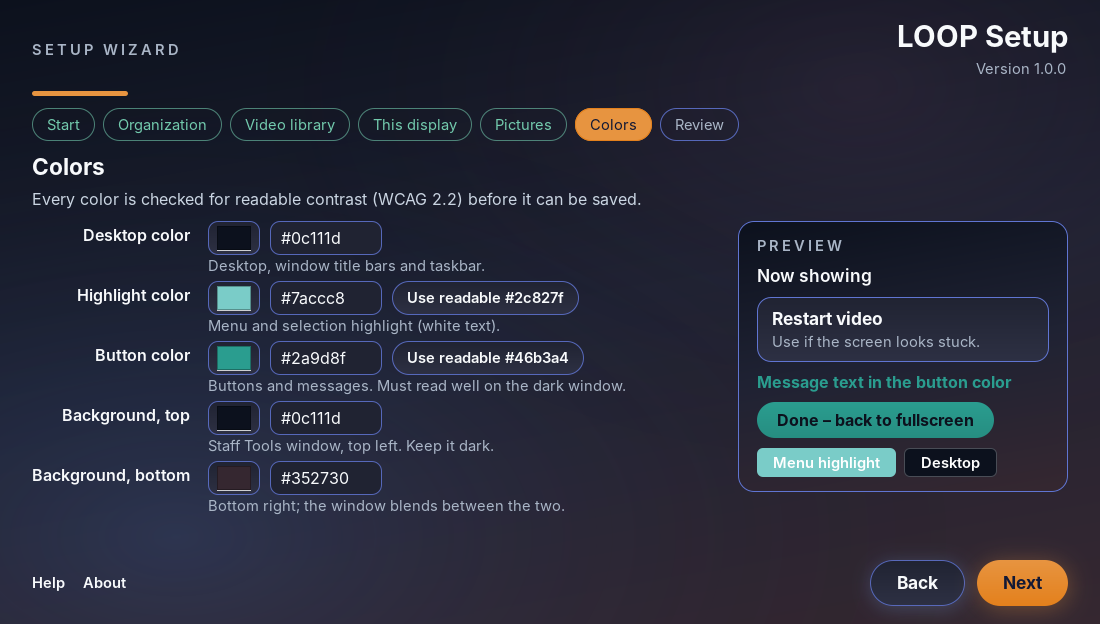 SETUP WIZARD
LOOP Setup
Version 1.0.0
Start
Organization
Video library
This display
Pictures
Colors
Review
Colors
Every color is checked for readable contrast (WCAG 2.2) before it can be saved.
Desktop color
#0c111d
Desktop, window title bars and taskbar.
Highlight color
#7accc8
Use readable #2c827f
Menu and selection highlight (white text).
Button color
#2a9d8f
Use readable #46b3a4
Buttons and messages. Must read well on the dark window.
Background, top
#0c111d
Staff Tools window, top left. Keep it dark.
Background, bottom
#352730
Bottom right; the window blends between the two.
PREVIEW
Now showing
Restart video
Use if the screen looks stuck.
Message text in the button color
Done – back to fullscreen
Menu highlight
Desktop
Help
About
Back
Next